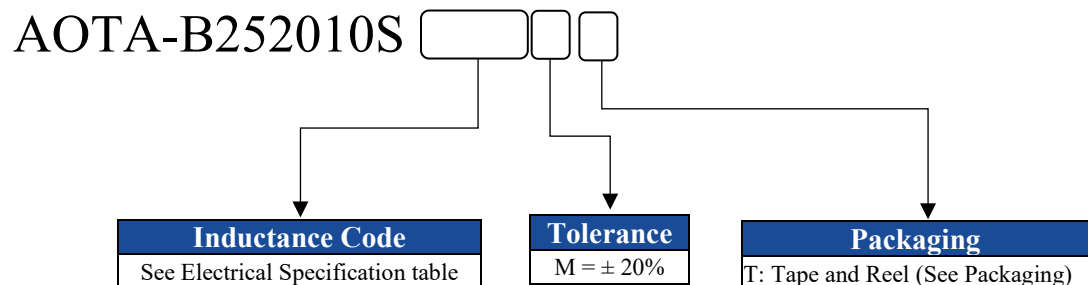 AOTA-B252010S
Inductance Code
See Electrical Specification table
Tolerance
M = ± 20%
Packaging
T: Tape and Reel (See Packaging)